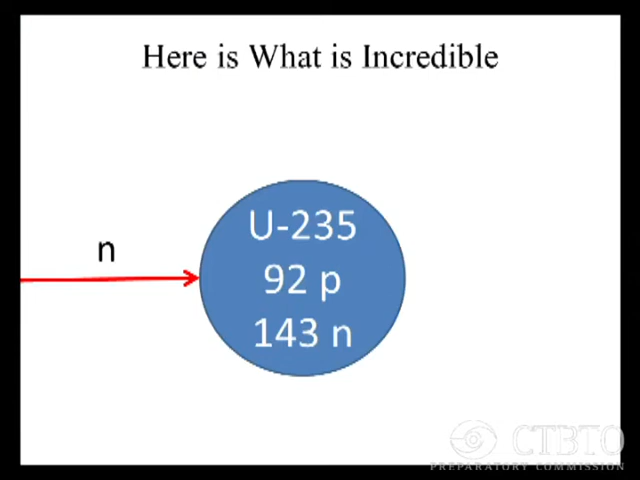 Here is What is Incredible
n
U-235
92 p
143 n
CTBTO
PREPARATORY COMMISSION